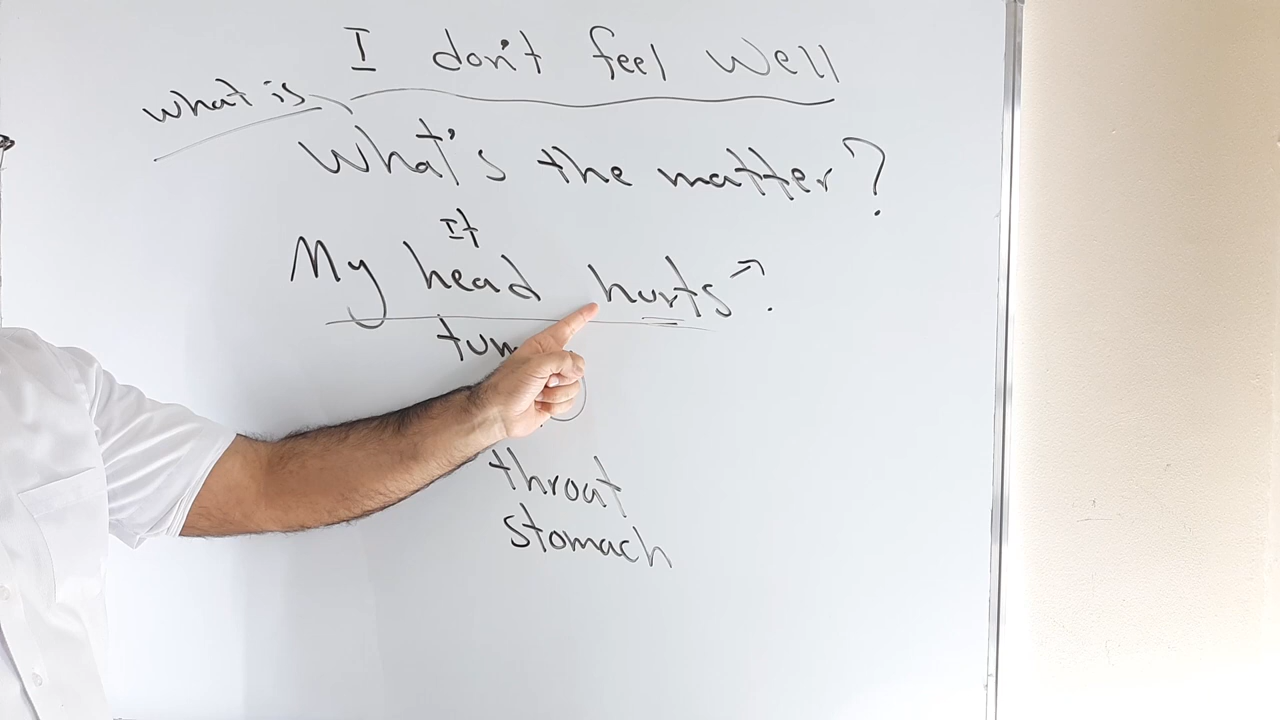 I don't feel well
what is
What's the matter?
It
My head hurts.
throat
stomach